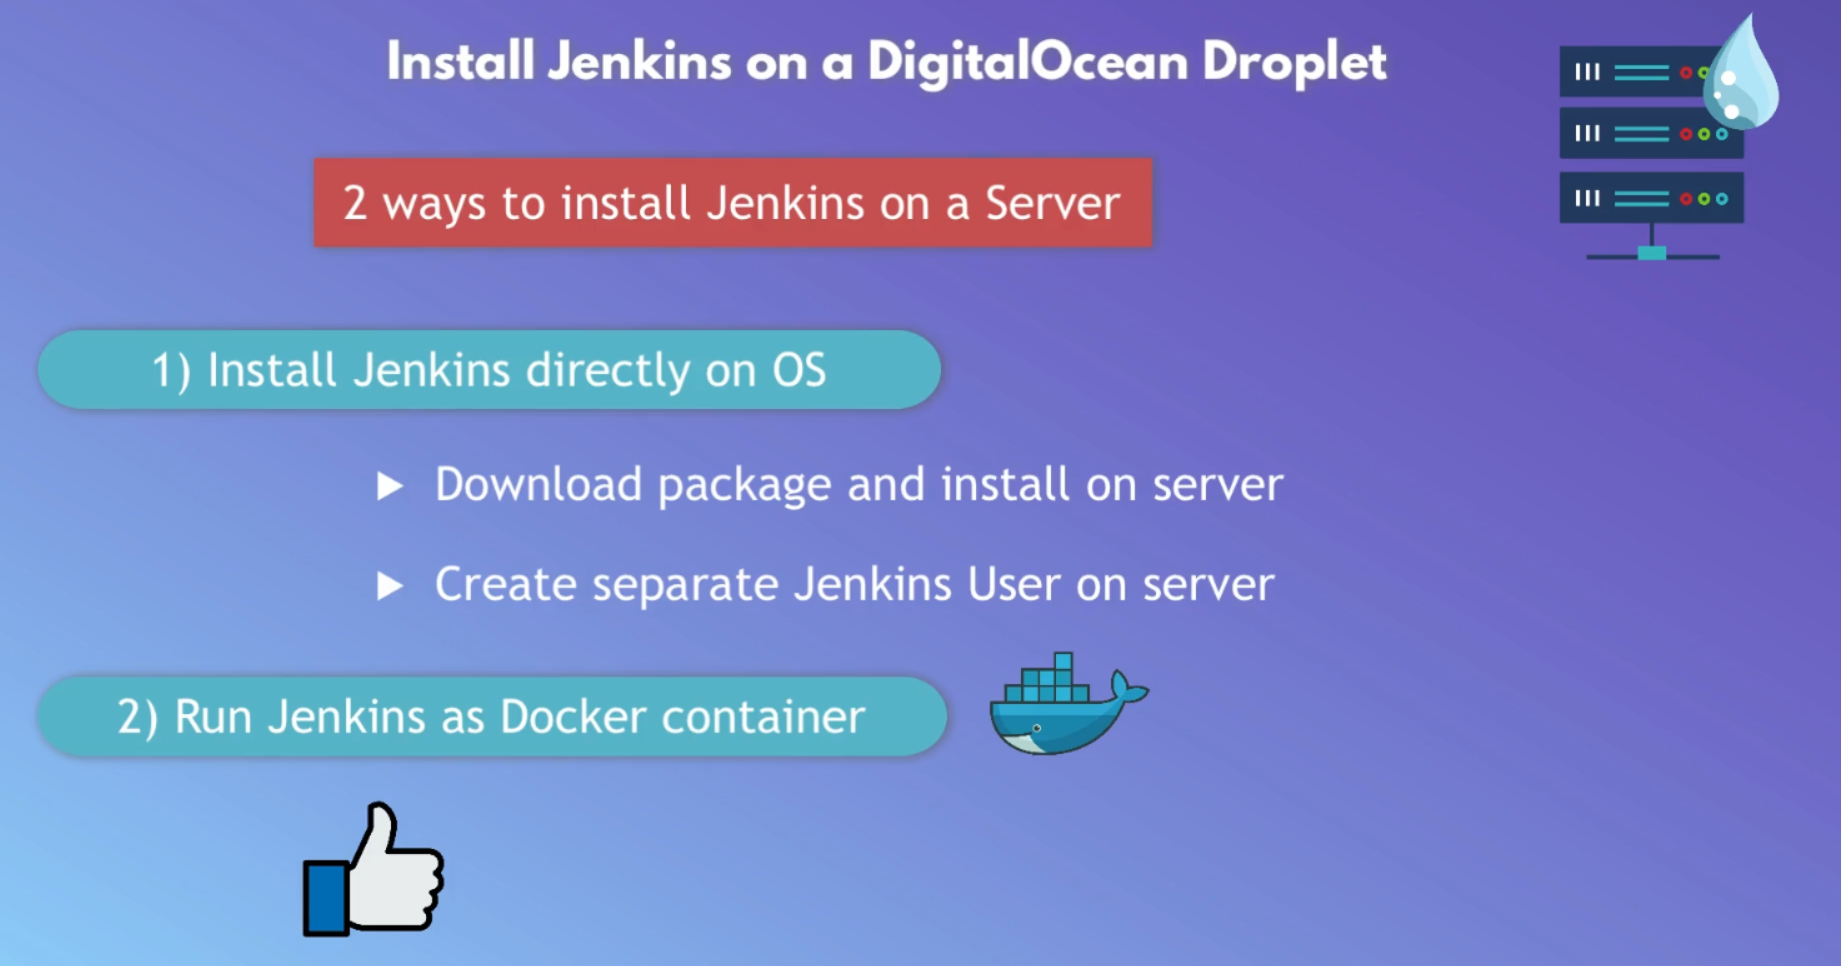 Install Jenkins on a DigitalOcean Droplet
2 ways to install Jenkins on a Server
1) Install Jenkins directly on OS
Download package and install on server
Create separate Jenkins User on server
2) Run Jenkins as Docker container